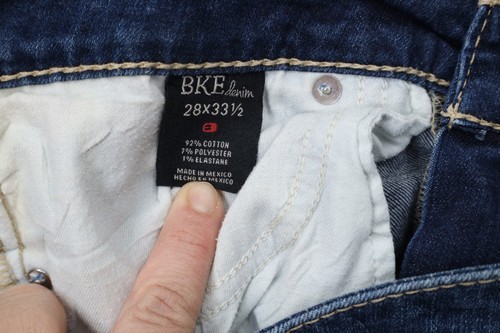 BKE denim
28X33½
92% COTTON
7% POLYESTER
1% ELASTANE
MADE IN MEXICO
HECHO EN MEXICO